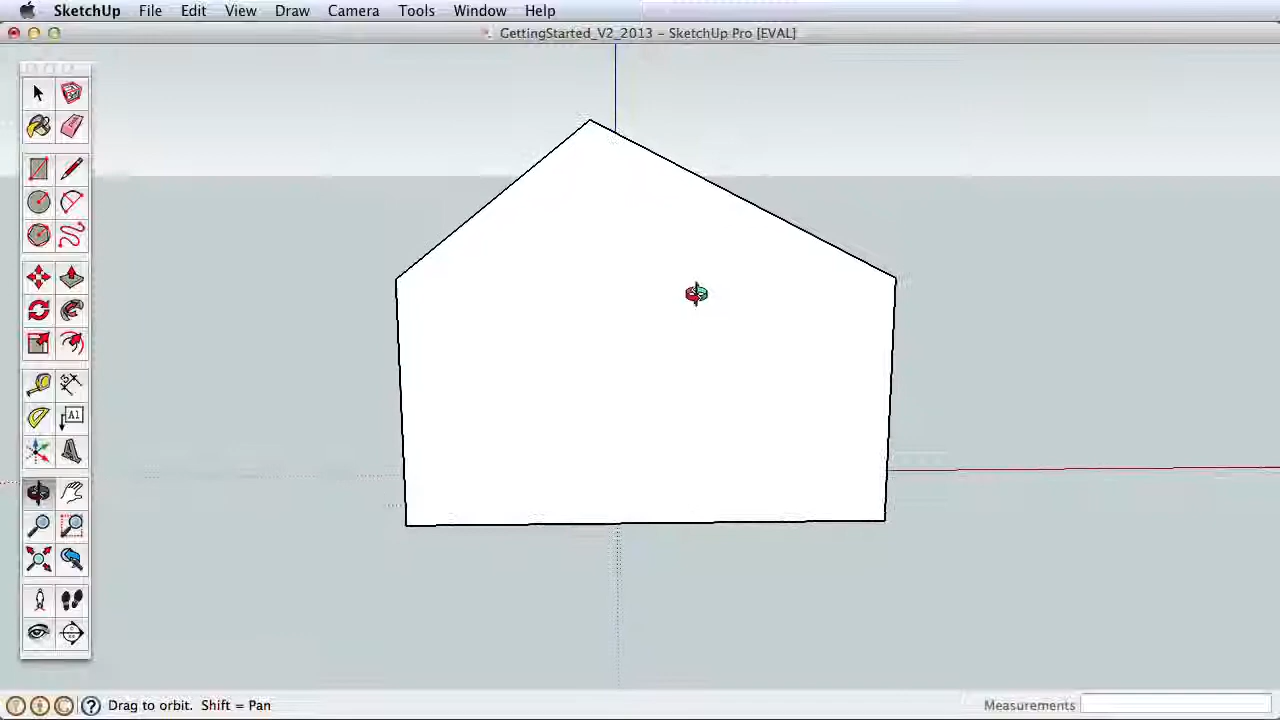 SketchUp File Edit View Draw Camera Tools Window Help
GettingStarted_V2_2013 – SketchUp Pro [EVAL]
A1
Drag to orbit. Shift = Pan
Measurements